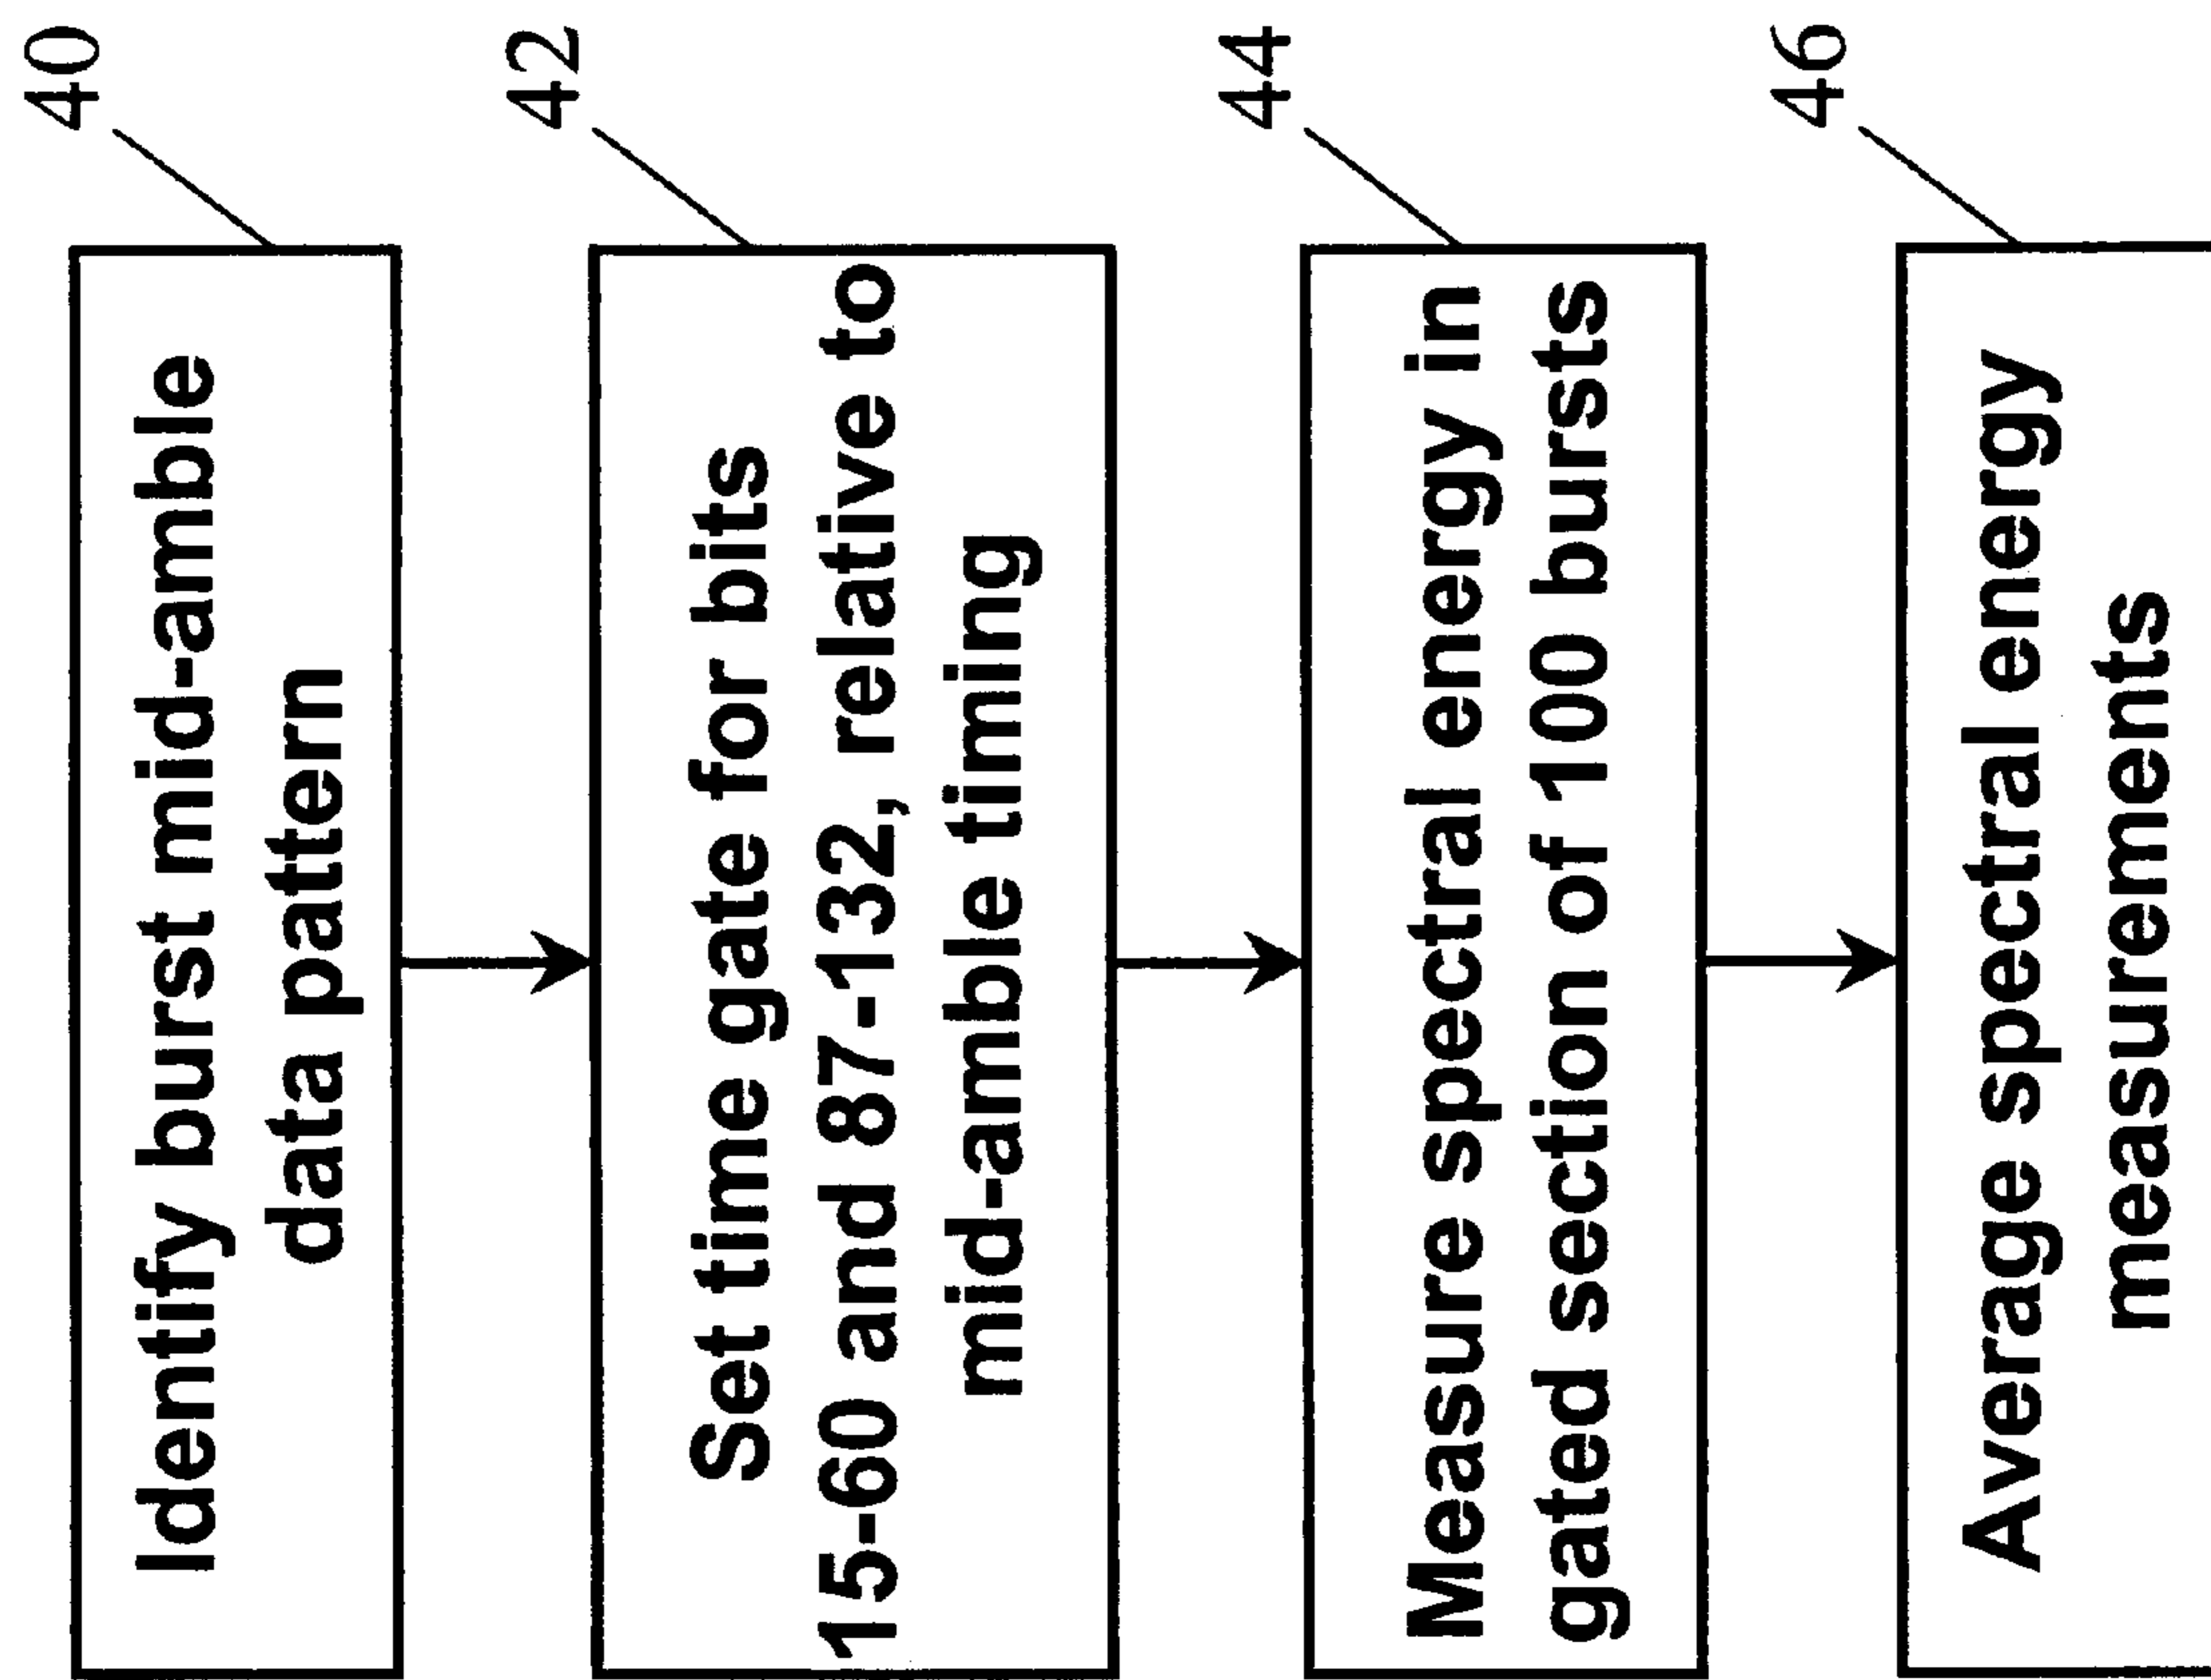 40
Identify burst mid-amble
data pattern
42
Set time gate for bits
15-60 and 87-132, relative to
mid-amble timing
44
Measure spectral energy in
gated section of 100 bursts
46
Average spectral energy
measurements